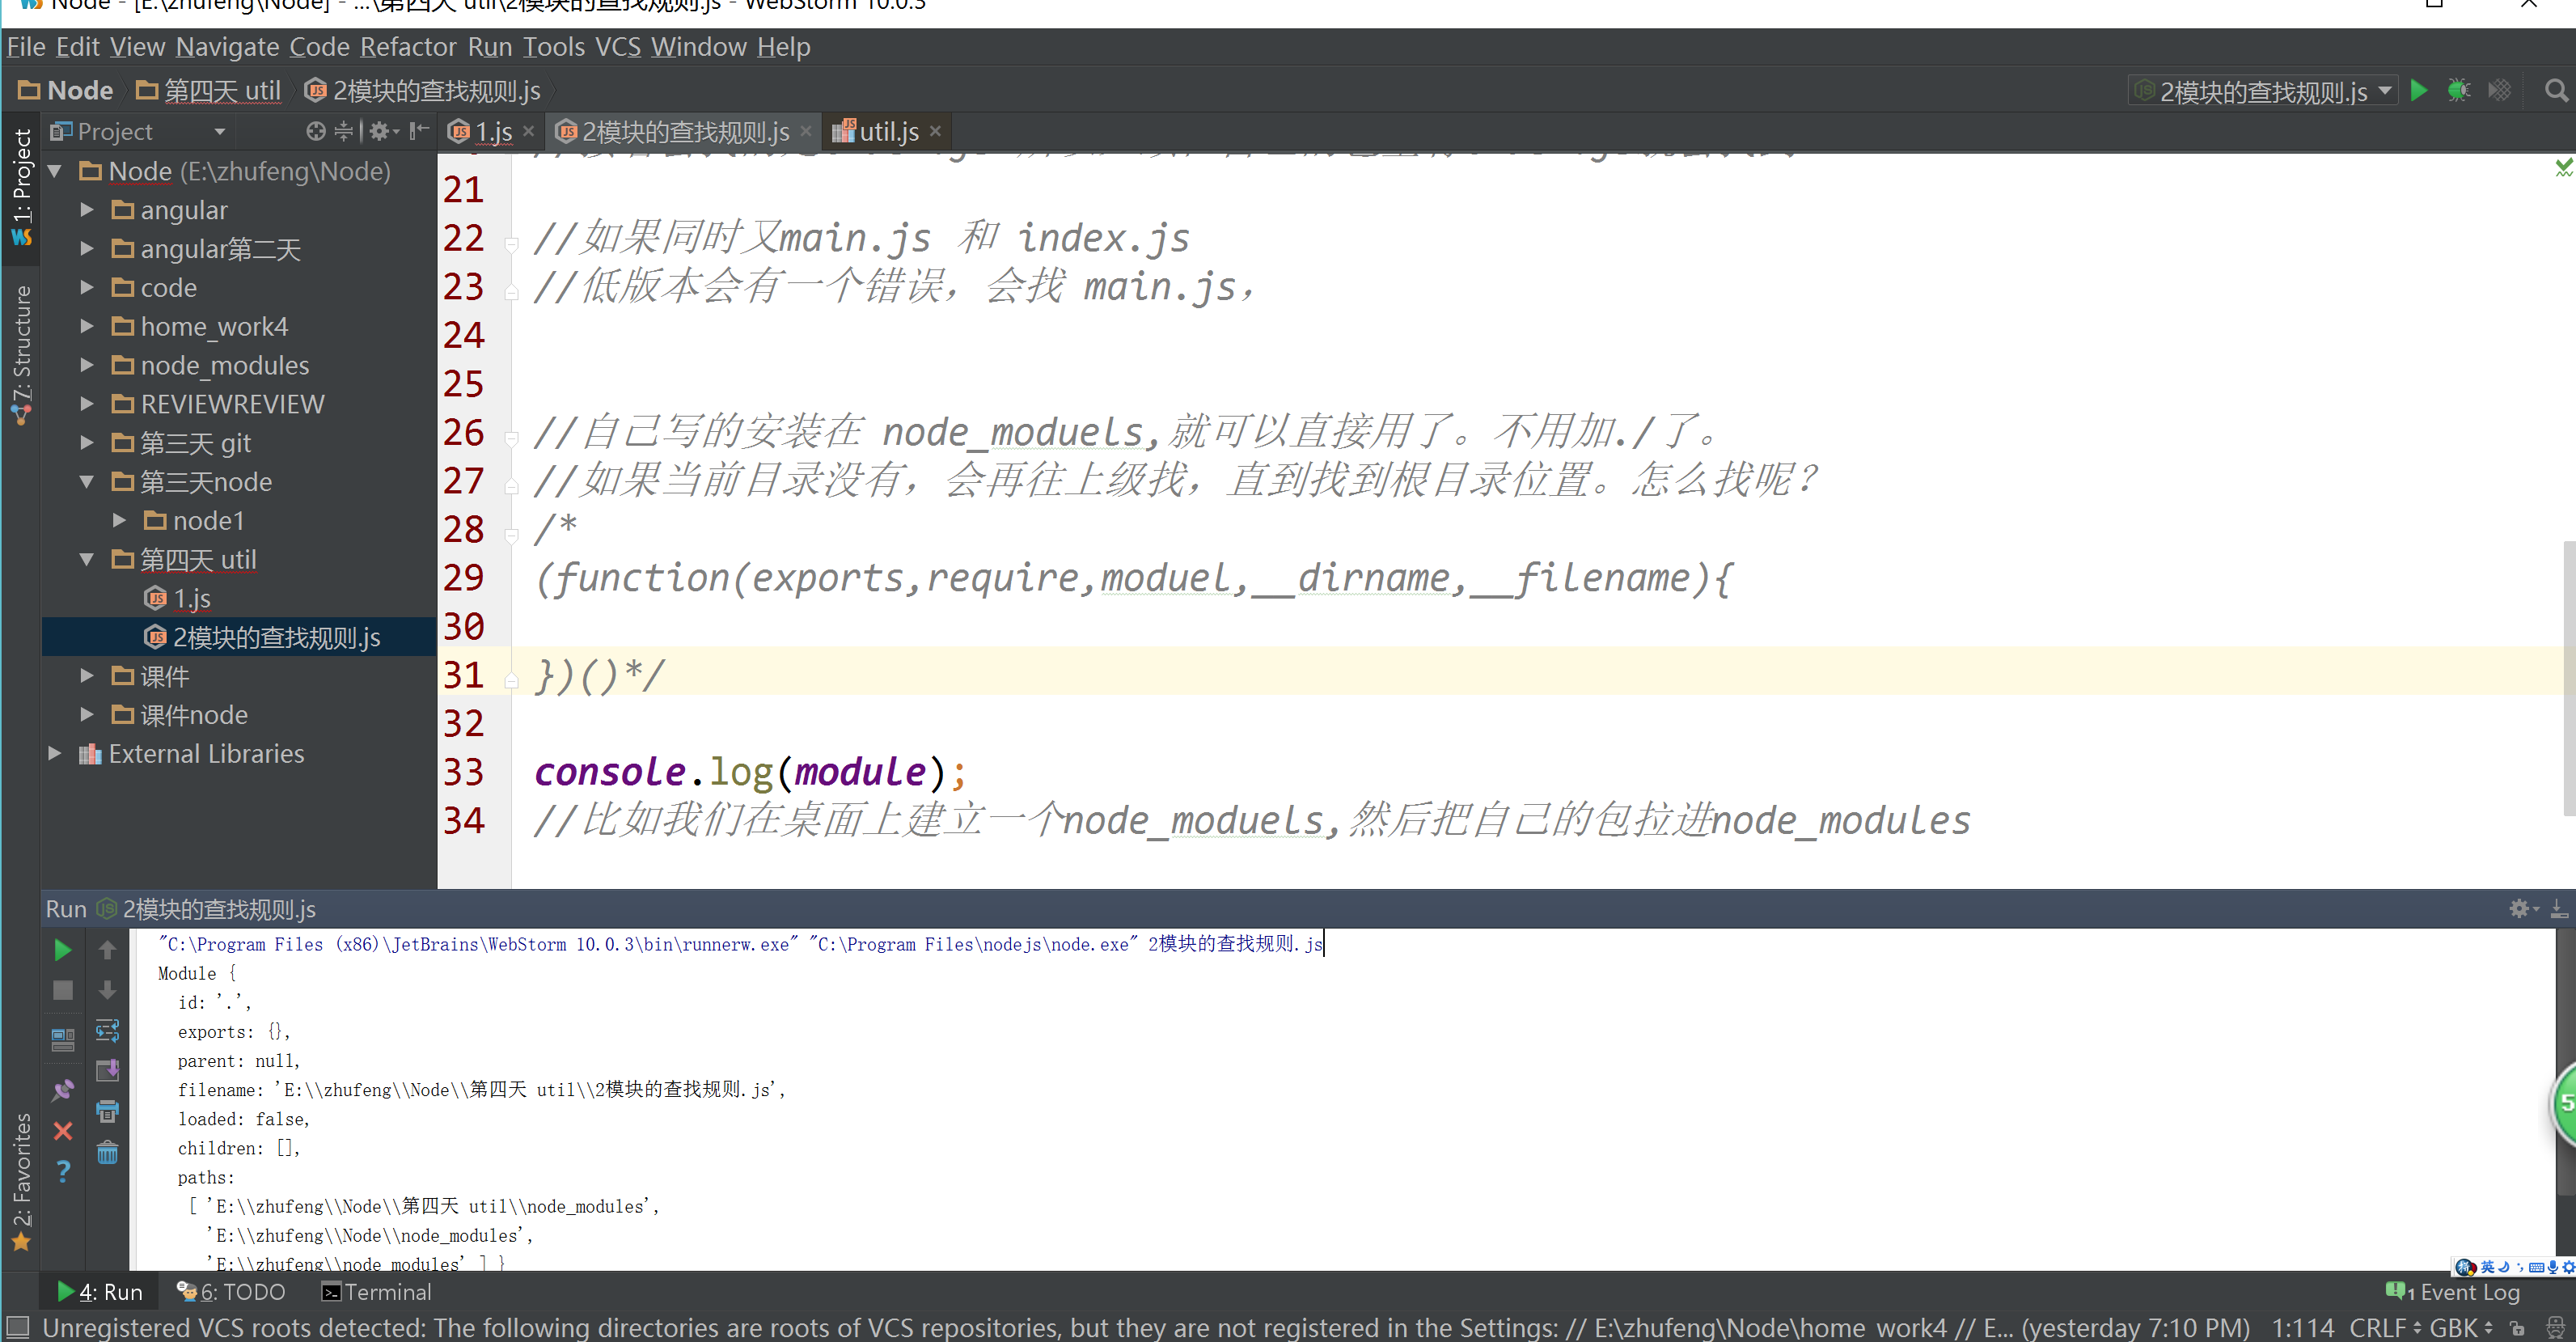 Node - [E:\zhufeng\Node] - ...\第四天 util\2模块的查找规则.js - WebStorm 10.0.3
File Edit View Navigate Code Refactor Run Tools VCS Window Help
Node 第四天 util 2模块的查找规则.js
2模块的查找规则.js
Project
1.js 2模块的查找规则.js util.js
1: Project
7: Structure
2: Favorites
Node (E:\zhufeng\Node)
angular
angular第二天
code
home_work4
node_modules
REVIEWREVIEW
第三天 git
第三天node
node1
第四天 util
1.js
2模块的查找规则.js
课件
课件node
External Libraries
21
22 //如果同时又main.js 和 index.js
23 //低版本会有一个错误，会找 main.js，
24
25
26 //自己写的安装在 node_moduels,就可以直接用了。不用加./了。
27 //如果当前目录没有，会再往上级找，直到找到根目录位置。怎么找呢？
28 /*
29 (function(exports,require,moduel,__dirname,__filename){
30
31 })()*/
32
33 console.log(module);
34 //比如我们在桌面上建立一个node_moduels,然后把自己的包拉进node_modules
Run 2模块的查找规则.js
"C:\Program Files (x86)\JetBrains\WebStorm 10.0.3\bin\runnerw.exe" "C:\Program Files\nodejs\node.exe" 2模块的查找规则.js
Module {
id: '.',
exports: {},
parent: null,
filename: 'E:\\zhufeng\\Node\\第四天 util\\2模块的查找规则.js',
loaded: false,
children: [],
paths:
[ 'E:\\zhufeng\\Node\\第四天 util\\node_modules',
'E:\\zhufeng\\Node\\node_modules',
'E:\\zhufeng\\node_modules' ] }
5
英
4: Run 6: TODO Terminal
1 Event Log
Unregistered VCS roots detected: The following directories are roots of VCS repositories, but they are not registered in the Settings: // E:\zhufeng\Node\home_work4 // E... (yesterday 7:10 PM) 1:114 CRLF GBK